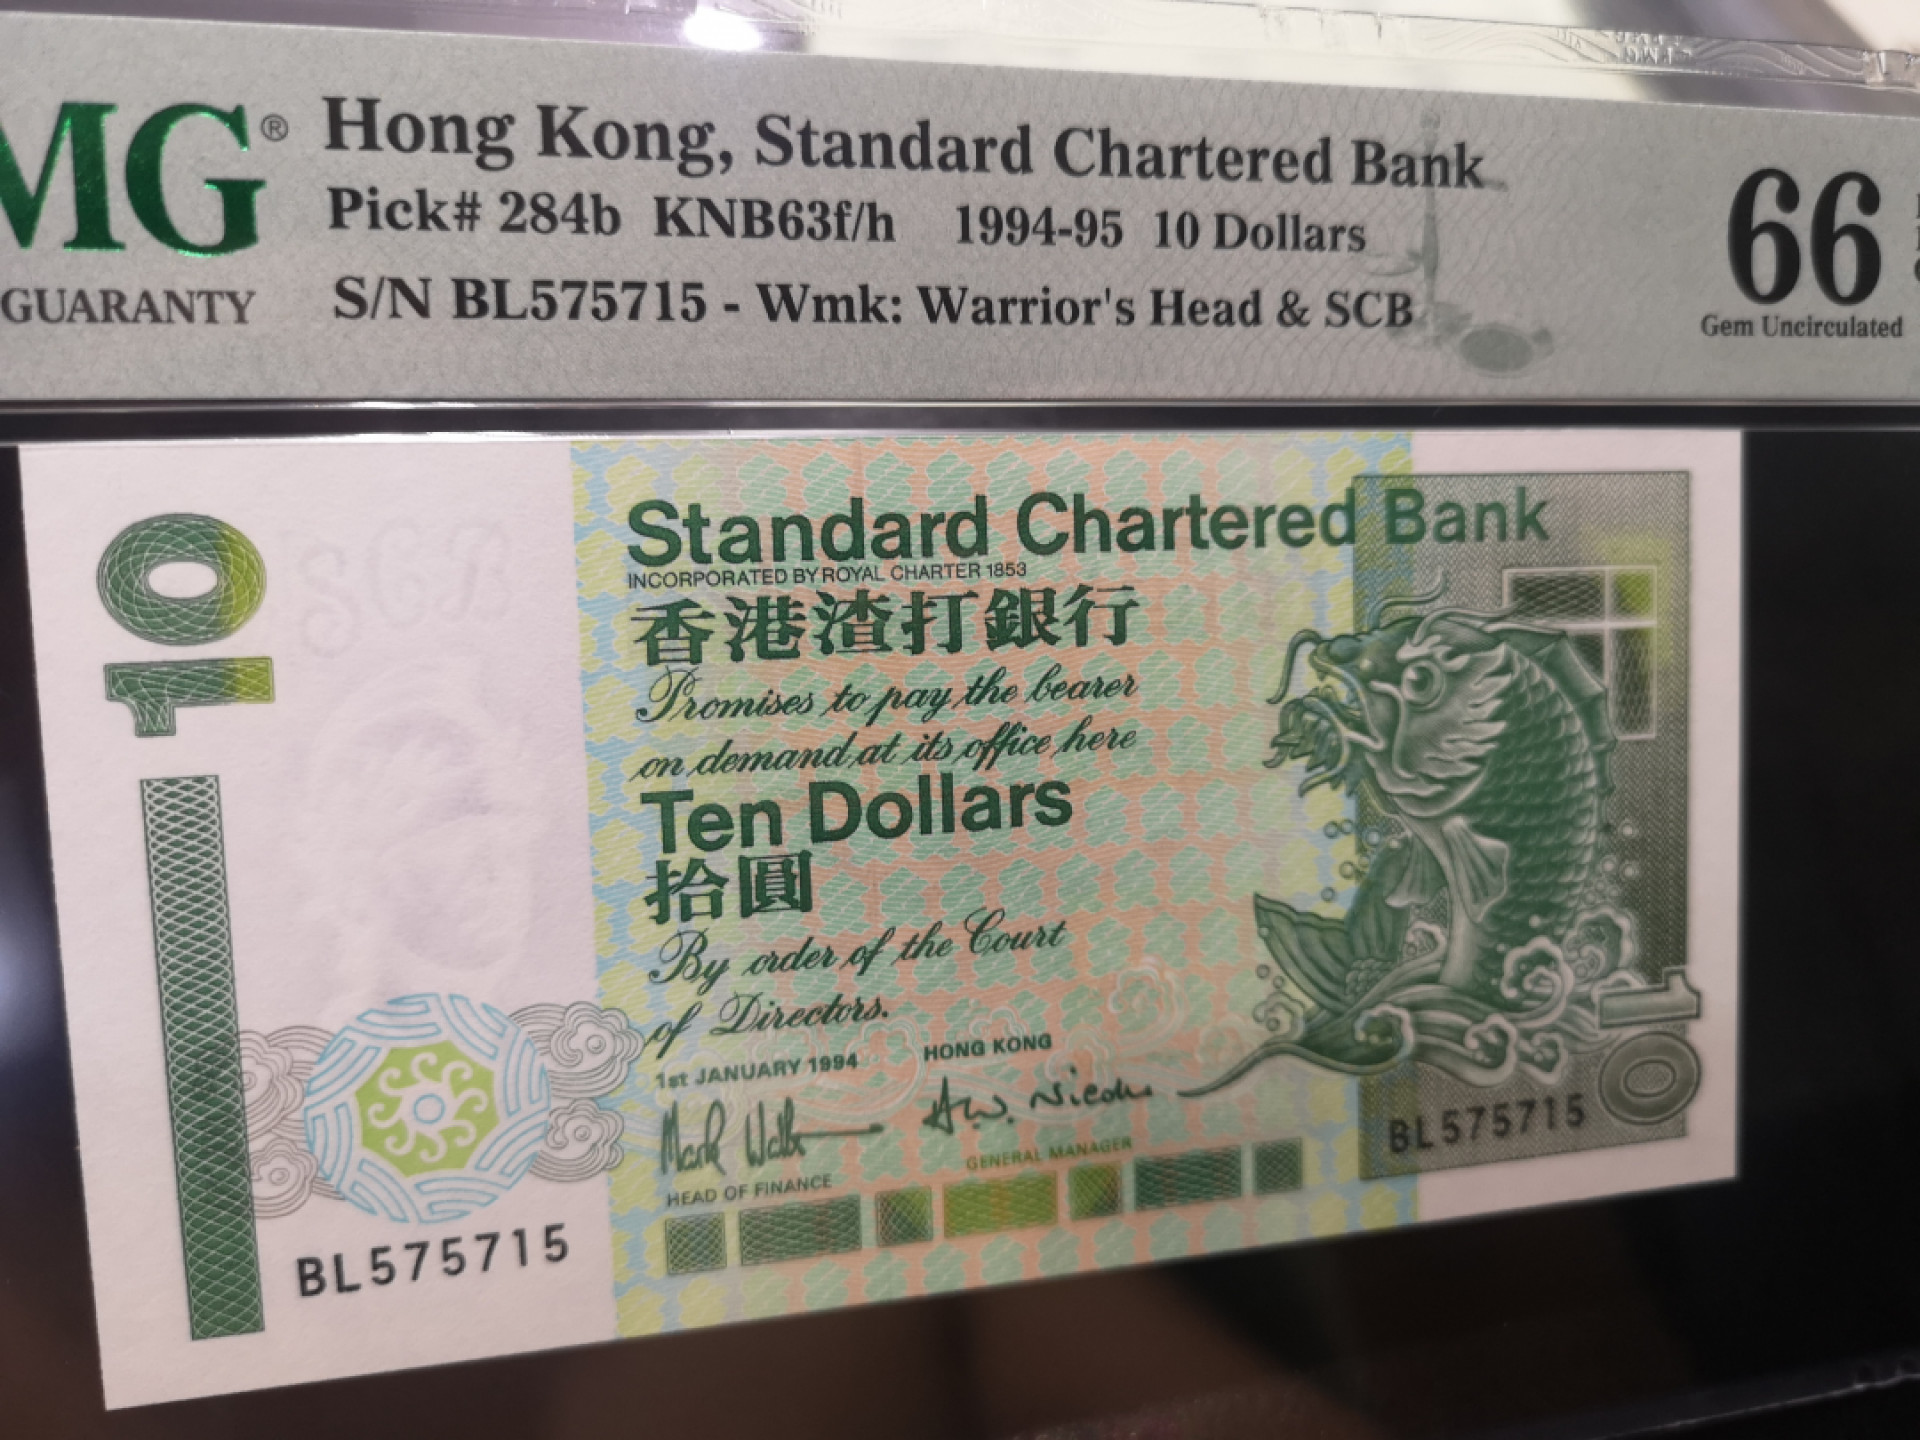 MG®
GUARANTY
Hong Kong, Standard Chartered Bank
Pick# 284b KNB63f/h 1994-95 10 Dollars
S/N BL575715 - Wmk: Warrior's Head & SCB
66
Gem Uncirculated
10
SCB
Standard Chartered Bank
INCORPORATED BY ROYAL CHARTER 1853
香港渣打銀行
Promises to pay the bearer
on demand at its office here
Ten Dollars
拾圓
By order of the Court
of Directors.
1st JANUARY 1994 HONG KONG
HEAD OF FINANCE
GENERAL MANAGER
BL575715
10
BL575715